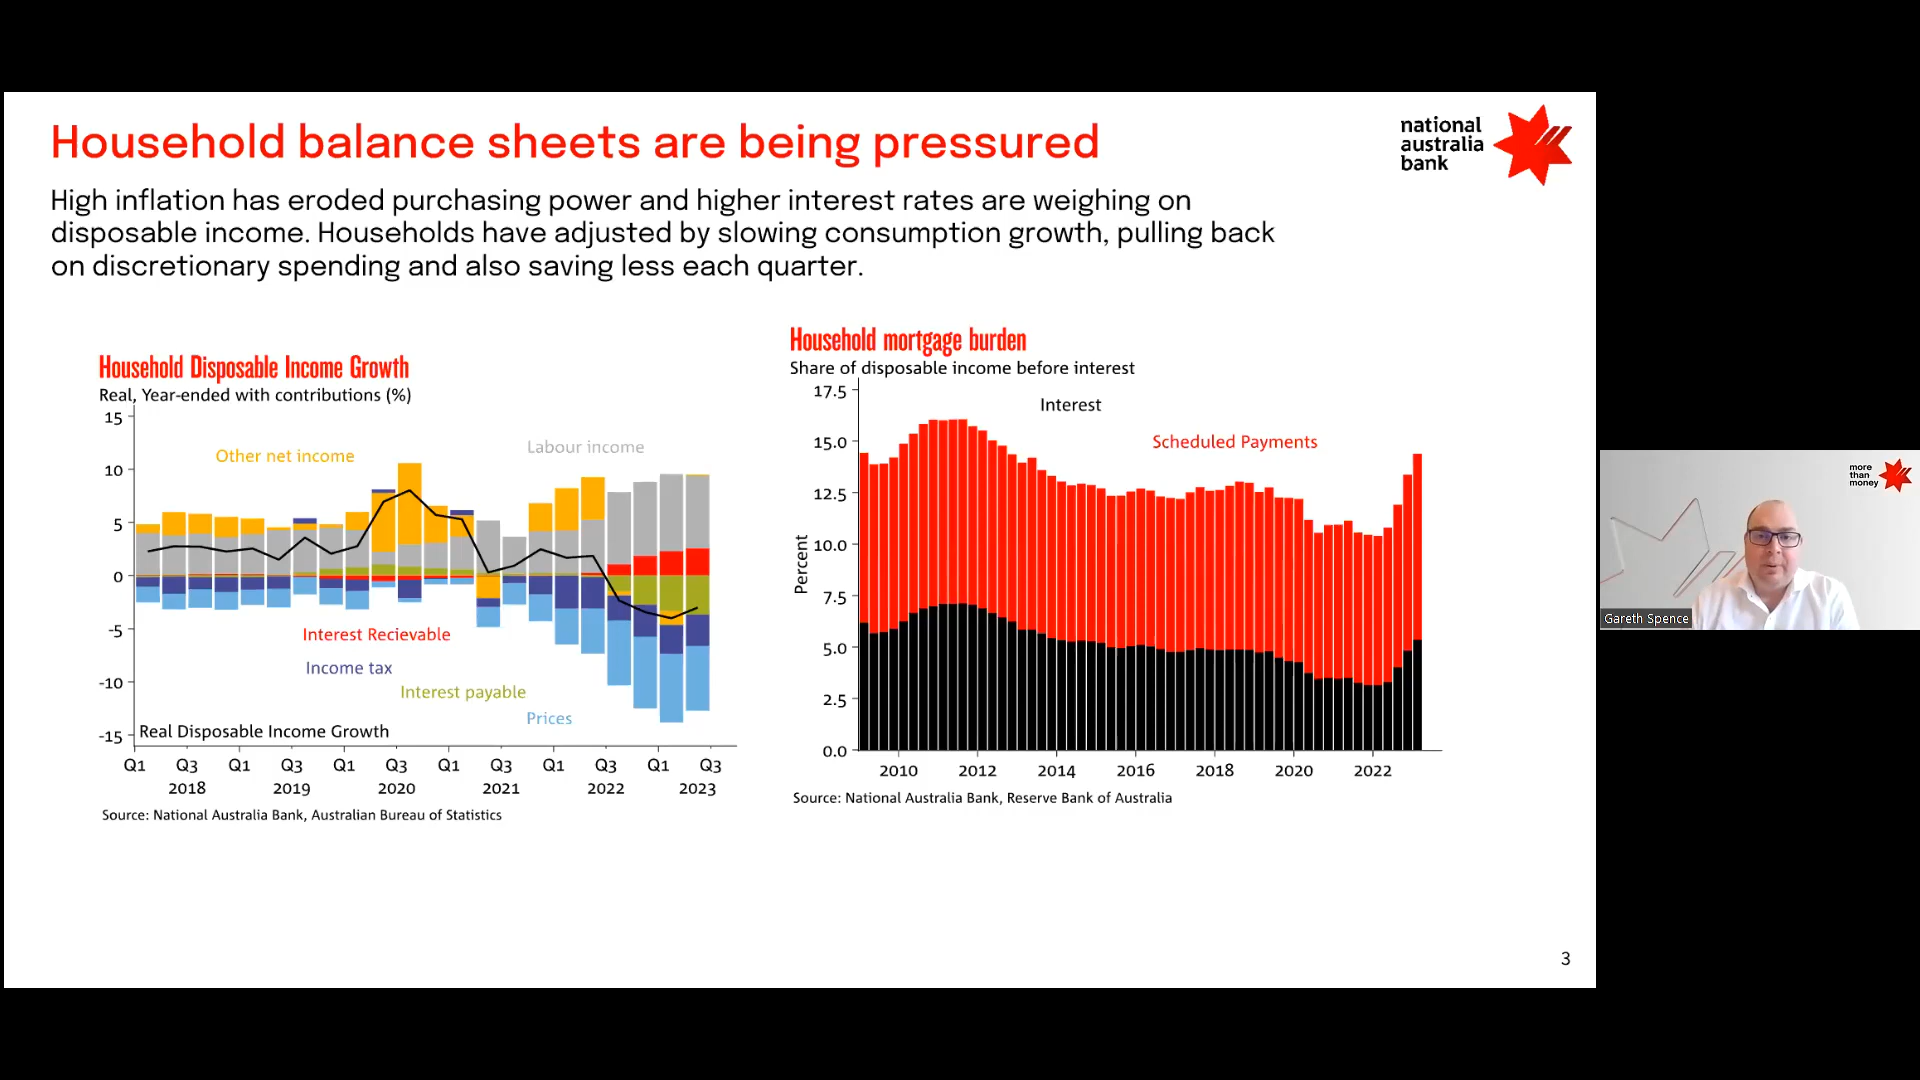 Household balance sheets are being pressured
national
australia
bank
High inflation has eroded purchasing power and higher interest rates are weighing on
disposable income. Households have adjusted by slowing consumption growth, pulling back
on discretionary spending and also saving less each quarter.
Household Disposable Income Growth
Real, Year-ended with contributions (%)
15
10
5
0
-5
-10
-15
Other net income
Labour income
Interest Recievable
Income tax
Interest payable
Prices
Real Disposable Income Growth
Q1 Q3 Q1 Q3 Q1 Q3 Q1 Q3 Q1 Q3 Q1 Q3
2018 2019 2020 2021 2022 2023
Source: National Australia Bank, Australian Bureau of Statistics
Household mortgage burden
Share of disposable income before interest
17.5
15.0
12.5
10.0
7.5
5.0
2.5
0.0
Percent
Interest
Scheduled Payments
2010 2012 2014 2016 2018 2020 2022
Source: National Australia Bank, Reserve Bank of Australia
3
more
than
money
Gareth Spence